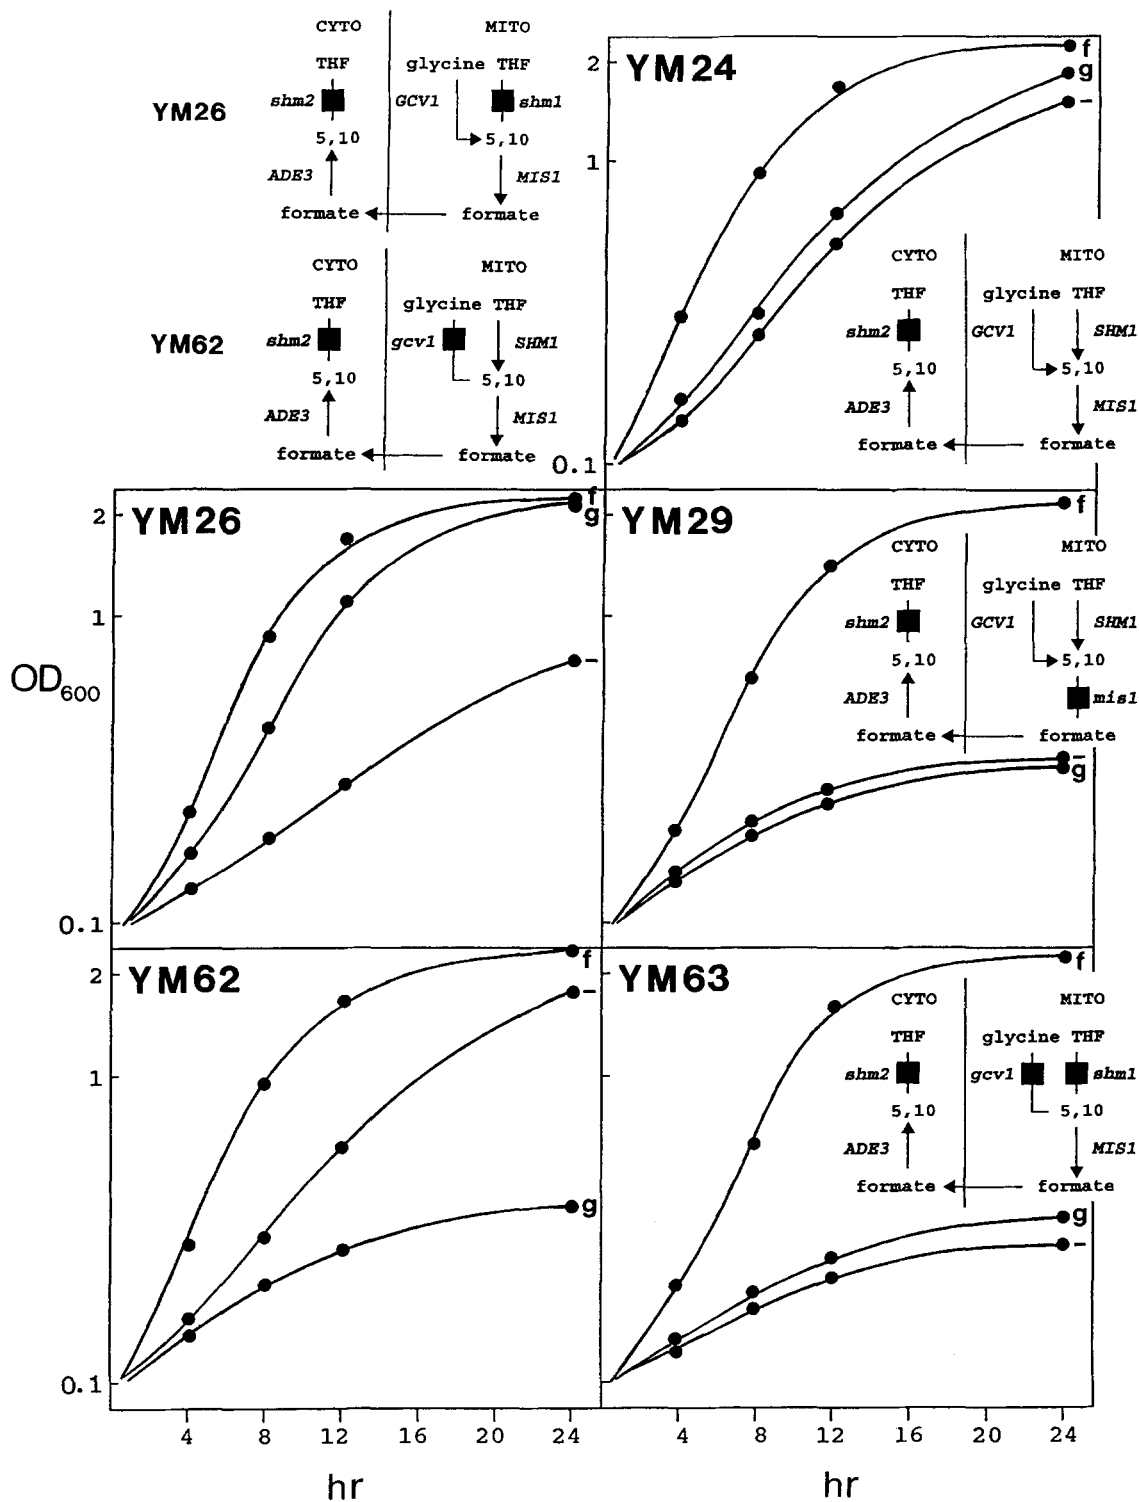 CYTO MITO
THF glycine THF
YM26 shm2 GCV1 shm1
5,10 5,10
ADE3 MIS1
formate formate
CYTO MITO
THF glycine THF
YM62 shm2 gcv1 SHM1
5,10 5,10
ADE3 MIS1
formate formate
YM24
2
1
0.1
f
g
–
CYTO MITO
THF glycine THF
shm2 GCV1 SHM1
5,10 5,10
ADE3 MIS1
formate formate
OD600
YM26
2
1
0.1
f
g
–
YM29
f
CYTO MITO
THF glycine THF
shm2 GCV1 SHM1
5,10 5,10
ADE3 mis1
formate formate
–
g
YM62
2
1
0.1
f
–
g
4 8 12 16 20 24
hr
YM63
f
CYTO MITO
THF glycine THF
shm2 gcv1 shm1
5,10 5,10
ADE3 MIS1
formate formate
g
–
4 8 12 16 20 24
hr